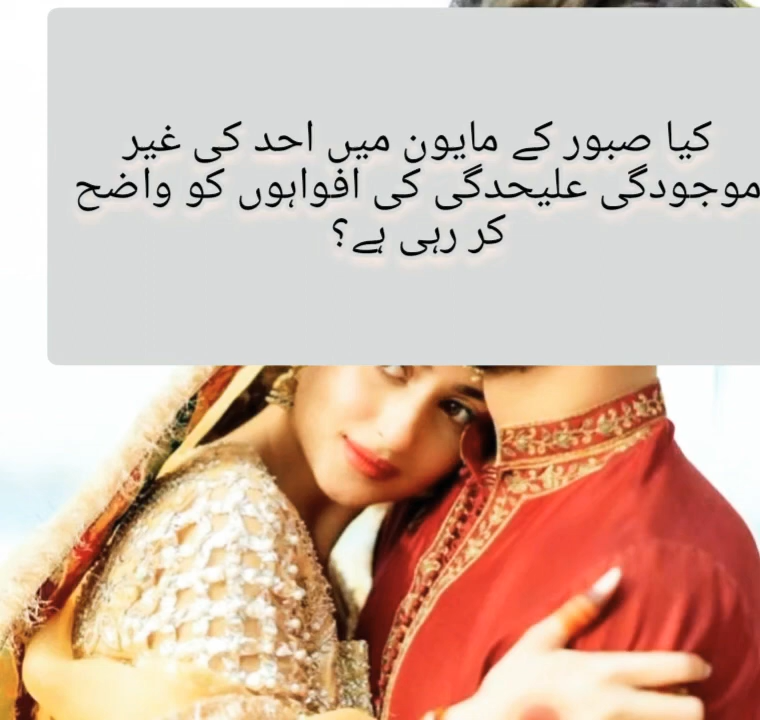 کیا صبور کے مایون میں احد کی غیر
موجودگی علیحدگی کی افواہوں کو واضح
کر رہی ہے؟